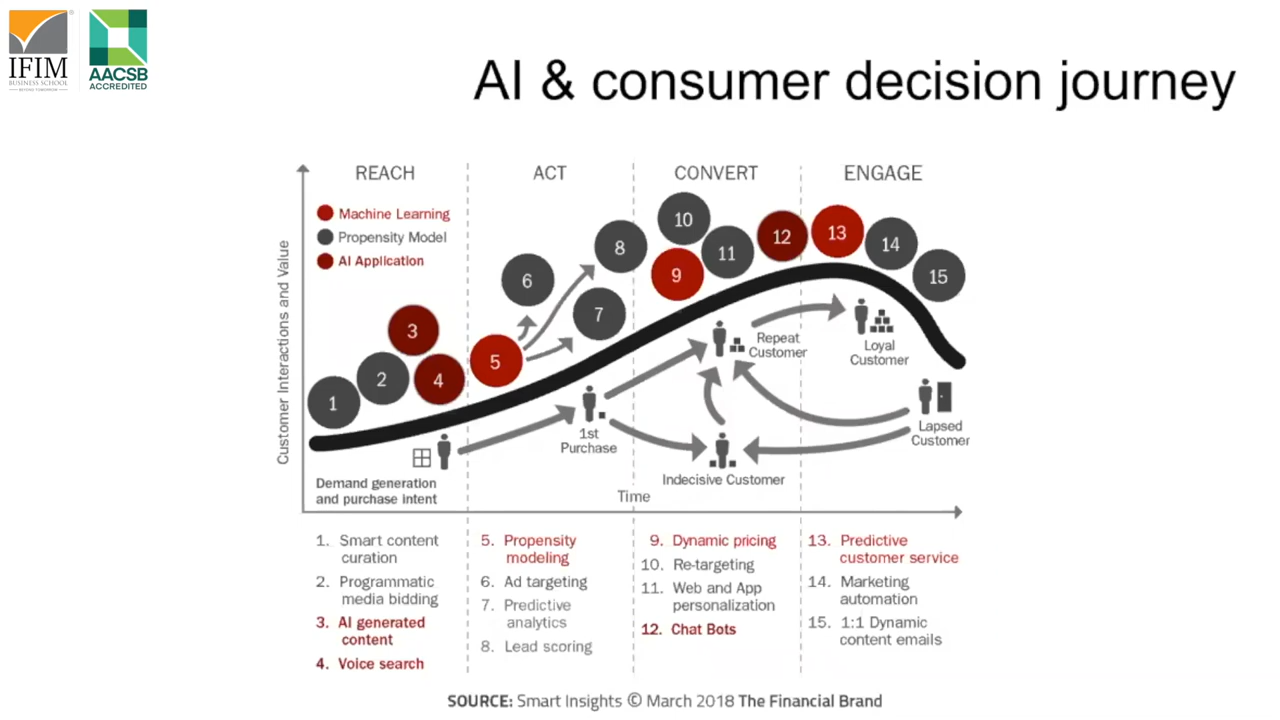 IFIM
BUSINESS SCHOOL
BEYOND TOMORROW
AACSB
ACCREDITED
AI & consumer decision journey
REACH
ACT
CONVERT
ENGAGE
Machine Learning
Propensity Model
AI Application
Customer Interactions and Value
1
2
3
4
5
6
7
8
9
10
11
12
13
14
15
Demand generation
and purchase intent
1st
Purchase
Repeat
Customer
Indecisive Customer
Loyal
Customer
Lapsed
Customer
Time
1. Smart content
curation
2. Programmatic
media bidding
3. AI generated
content
4. Voice search
5. Propensity
modeling
6. Ad targeting
7. Predictive
analytics
8. Lead scoring
9. Dynamic pricing
10. Re-targeting
11. Web and App
personalization
12. Chat Bots
13. Predictive
customer service
14. Marketing
automation
15. 1:1 Dynamic
content emails
SOURCE: Smart Insights © March 2018 The Financial Brand